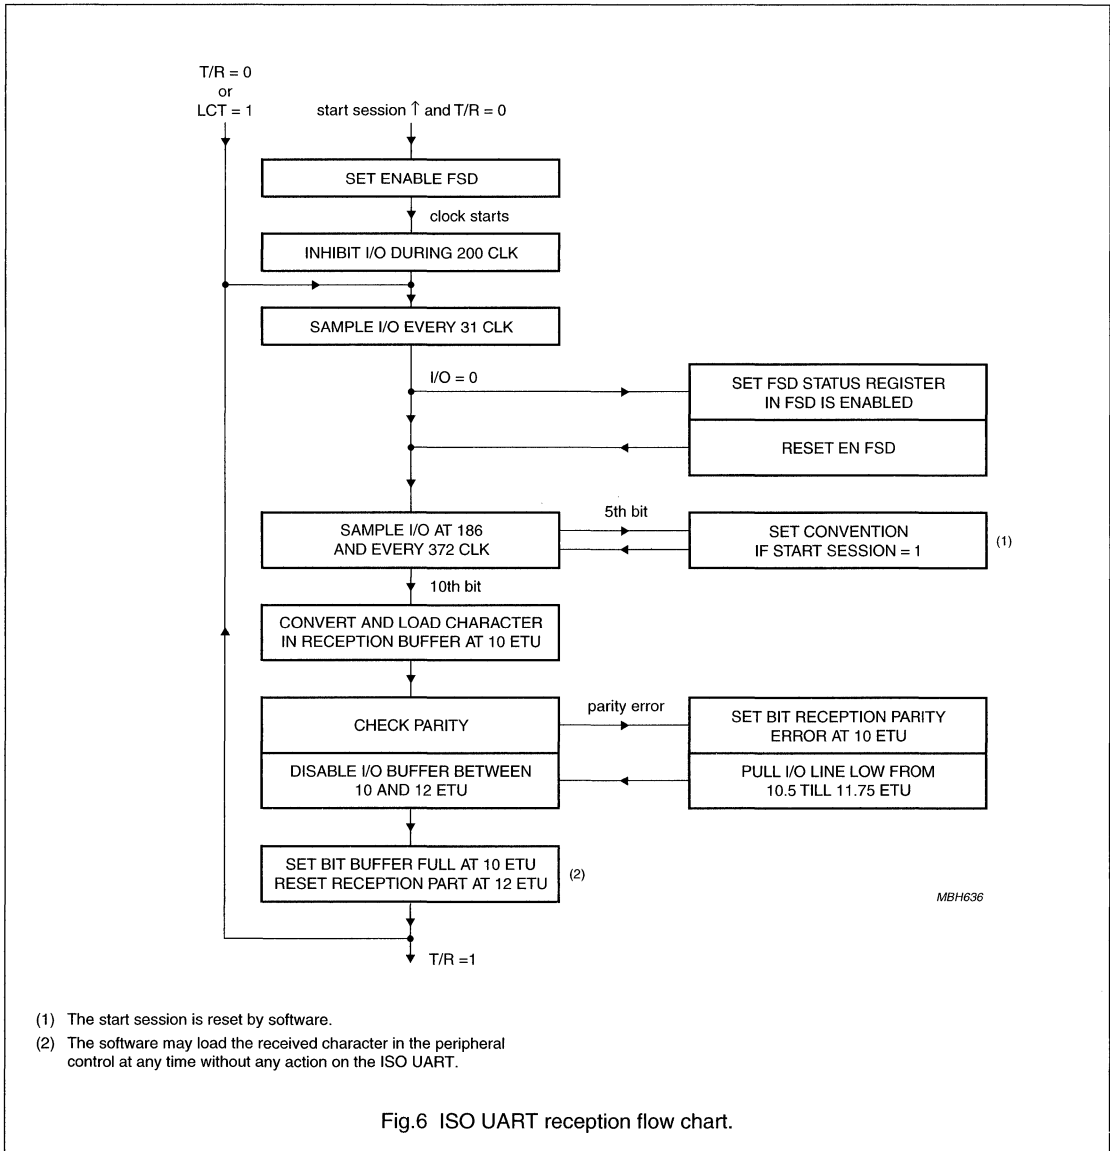 T/R = 0
or
LCT = 1
start session ↑ and T/R = 0
SET ENABLE FSD
clock starts
INHIBIT I/O DURING 200 CLK
SAMPLE I/O EVERY 31 CLK
I/O = 0
SET FSD STATUS REGISTER
IN FSD IS ENABLED
RESET EN FSD
SAMPLE I/O AT 186
AND EVERY 372 CLK
5th bit
SET CONVENTION
IF START SESSION = 1
(1)
10th bit
CONVERT AND LOAD CHARACTER
IN RECEPTION BUFFER AT 10 ETU
CHECK PARITY
parity error
SET BIT RECEPTION PARITY
ERROR AT 10 ETU
DISABLE I/O BUFFER BETWEEN
10 AND 12 ETU
PULL I/O LINE LOW FROM
10.5 TILL 11.75 ETU
SET BIT BUFFER FULL AT 10 ETU
RESET RECEPTION PART AT 12 ETU
(2)
MBH636
T/R =1
(1) The start session is reset by software.
(2) The software may load the received character in the peripheral
control at any time without any action on the ISO UART.
Fig.6 ISO UART reception flow chart.